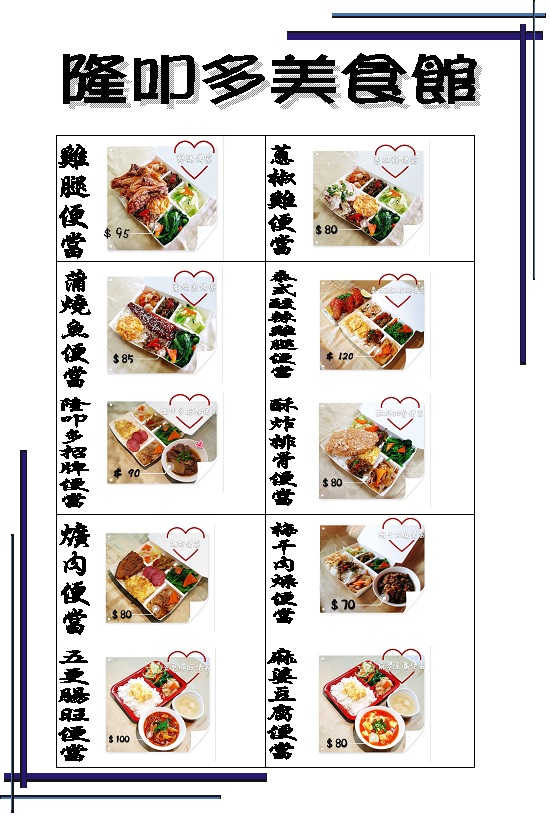 隆叩多美食館
雞腿便當
$95
蔥椒雞便當
$80
蒲燒魚便當
$85
泰式酸辣雞腿便當
$120
隆叩多招牌便當
$90
酥炸排骨便當
$80
爌肉便當
$80
梅干肉燥便當
$70
五更腸旺便當
$100
麻婆豆腐便當
$80